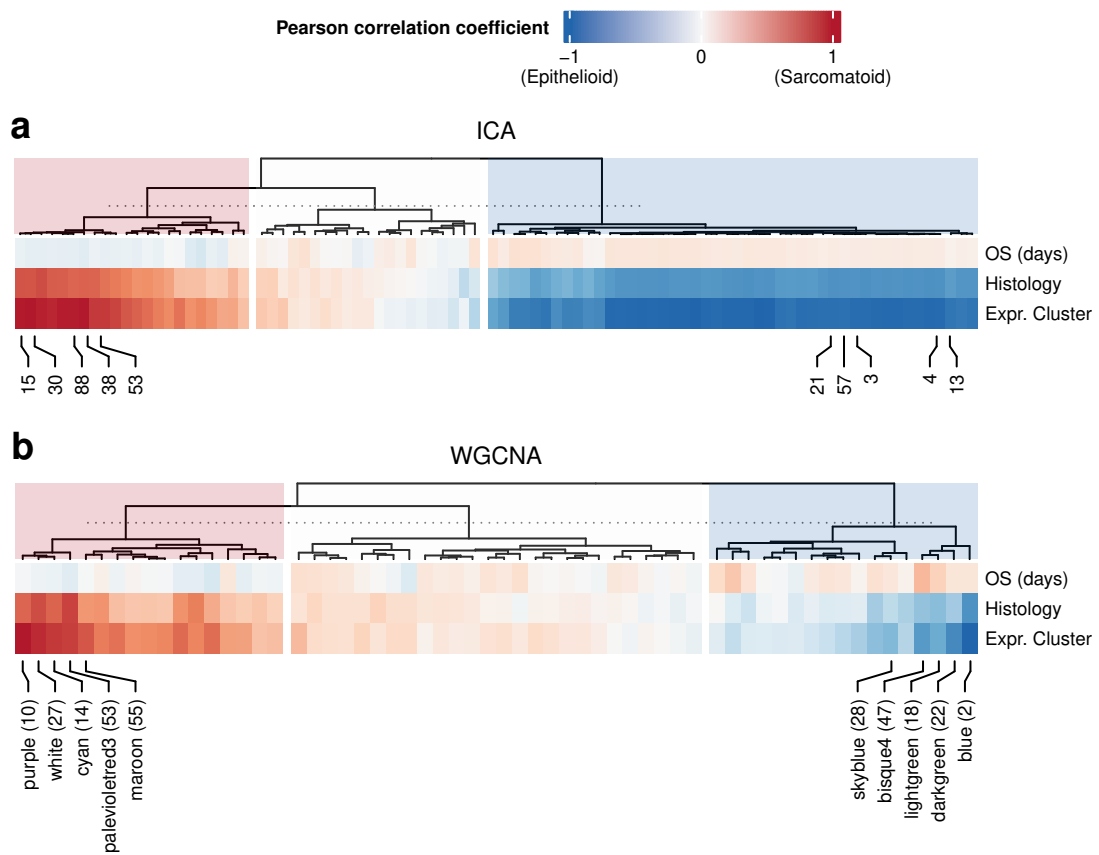 Pearson correlation coefficient
−1 0 1
(Epithelioid) (Sarcomatoid)
a
ICA
OS (days)
Histology
Expr. Cluster
15 30 88 38 53 21 57 3 4 13
b
WGCNA
OS (days)
Histology
Expr. Cluster
purple (10)
white (27)
cyan (14)
palevioletred3 (53)
maroon (55)
skyblue (28)
bisque4 (47)
lightgreen (18)
darkgreen (22)
blue (2)